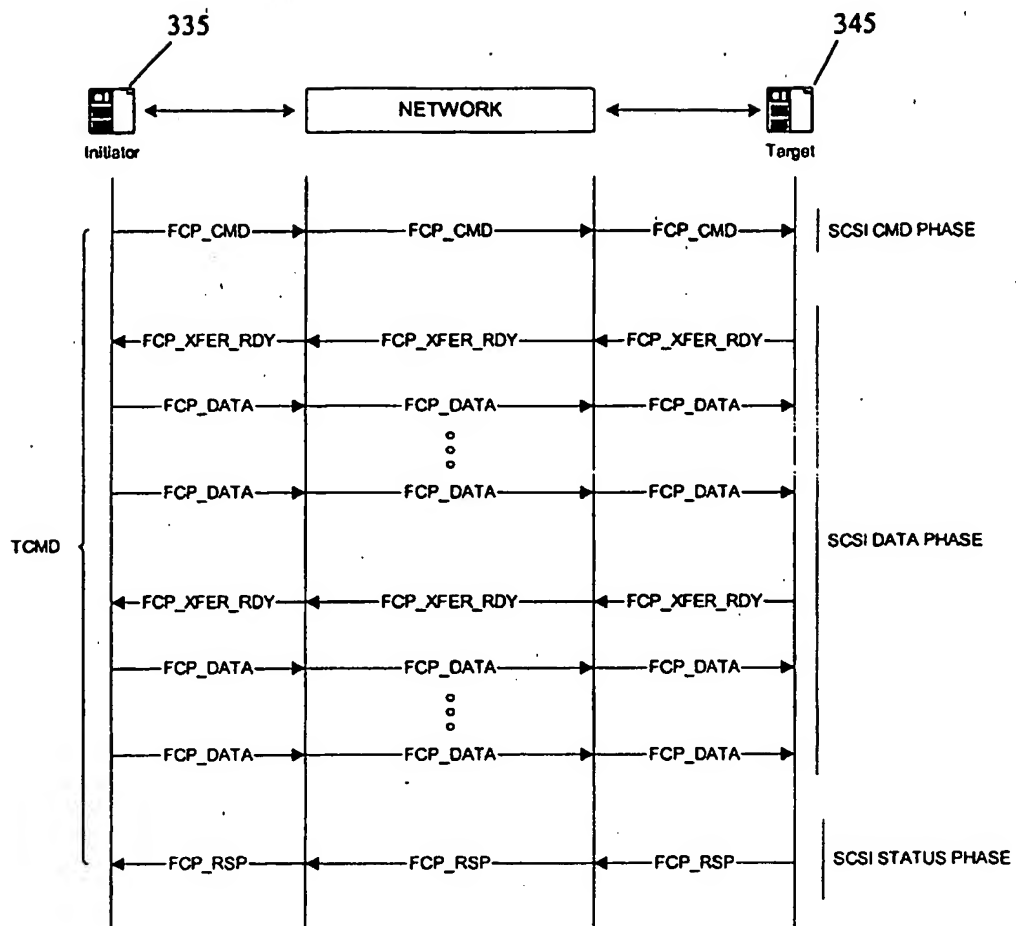 335
345
NETWORK
Initiator
Target
FCP_CMD FCP_CMD FCP_CMD SCSI CMD PHASE
FCP_XFER_RDY FCP_XFER_RDY FCP_XFER_RDY
FCP_DATA FCP_DATA FCP_DATA
FCP_DATA FCP_DATA FCP_DATA
TCMD
SCSI DATA PHASE
FCP_XFER_RDY FCP_XFER_RDY FCP_XFER_RDY
FCP_DATA FCP_DATA FCP_DATA
FCP_DATA FCP_DATA FCP_DATA
FCP_RSP FCP_RSP FCP_RSP SCSI STATUS PHASE